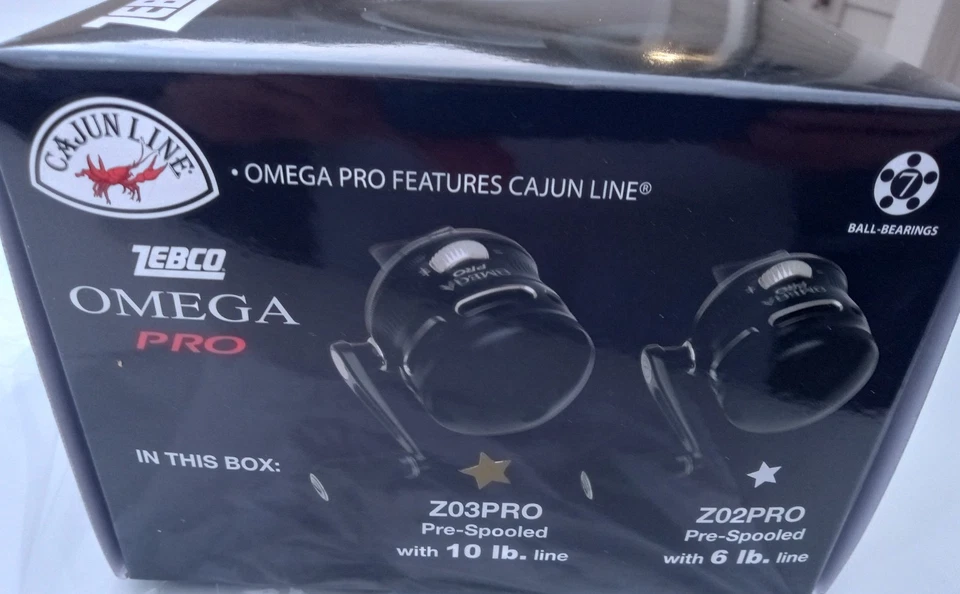 ZEBCO
CAJUN LINE®
• OMEGA PRO FEATURES CAJUN LINE®
7
BALL-BEARINGS
ZEBCO
OMEGA
PRO
OMEGA
PRO
OMEGA
PRO
IN THIS BOX:
Z03PRO
Pre-Spooled
with 10 lb. line
Z02PRO
Pre-Spooled
with 6 lb. line